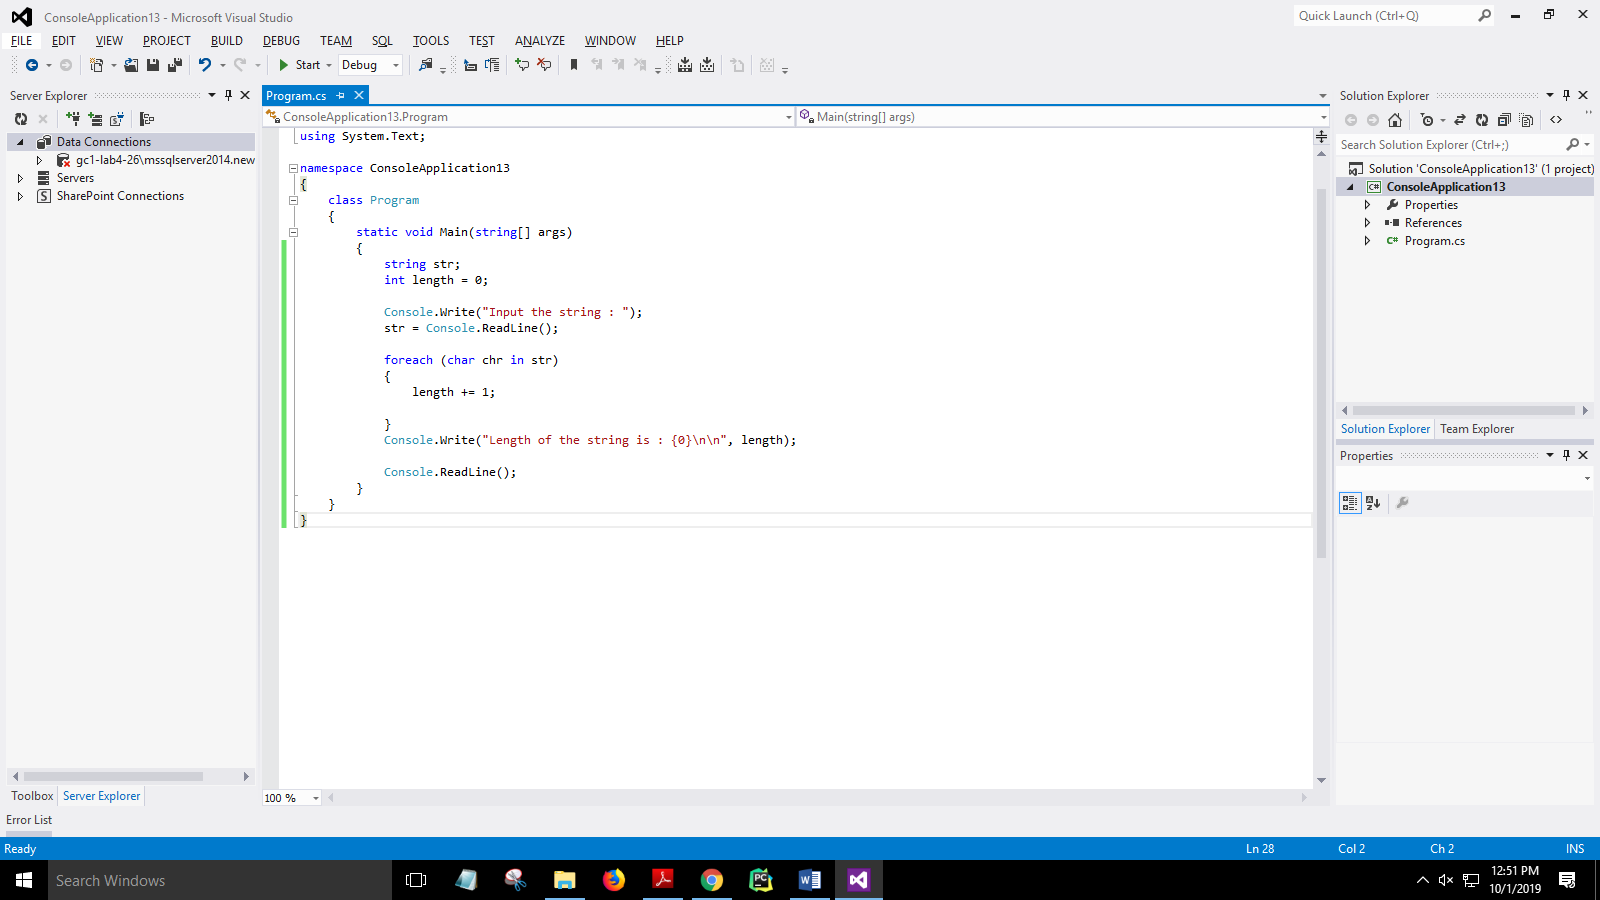 ConsoleApplication13 - Microsoft Visual Studio
Quick Launch (Ctrl+Q)
FILE EDIT VIEW PROJECT BUILD DEBUG TEAM SQL TOOLS TEST ANALYZE WINDOW HELP
Start Debug
Server Explorer
Data Connections
gc1-lab4-26\mssqlserver2014.new
Servers
SharePoint Connections
Toolbox Server Explorer
Error List
Program.cs
ConsoleApplication13.Program Main(string[] args)
using System.Text;
namespace ConsoleApplication13
{
class Program
{
static void Main(string[] args)
{
string str;
int length = 0;
Console.Write("Input the string : ");
str = Console.ReadLine();
foreach (char chr in str)
{
length += 1;
}
Console.Write("Length of the string is : {0}\n\n", length);
Console.ReadLine();
}
}
}
100 %
Solution Explorer
Search Solution Explorer (Ctrl+;)
Solution 'ConsoleApplication13' (1 project)
C# ConsoleApplication13
Properties
References
C# Program.cs
Solution Explorer Team Explorer
Properties
Ready Ln 28 Col 2 Ch 2 INS
Search Windows
12:51 PM
10/1/2019